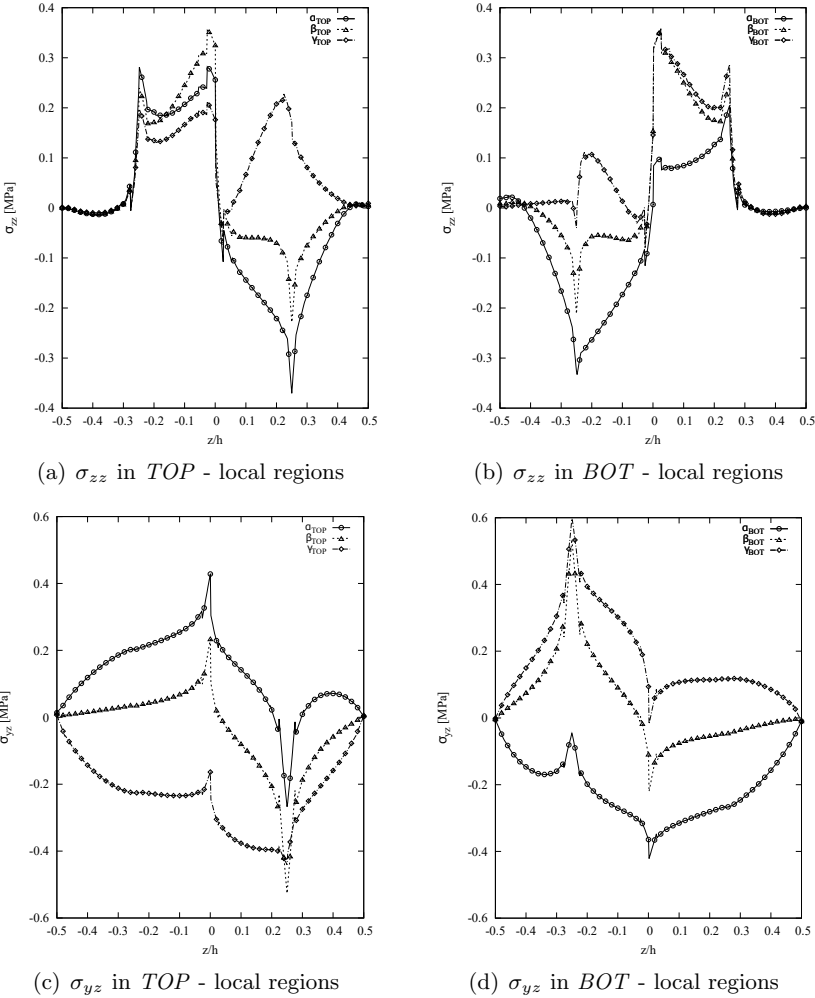 0.4
0.3
0.2
0.1
0
-0.1
-0.2
-0.3
-0.4
σzz [MPa]
-0.5 -0.4 -0.3 -0.2 -0.1 0 0.1 0.2 0.3 0.4 0.5
z/h
αTOP
βTOP
γTOP
(a) σzz in TOP - local regions
0.4
0.3
0.2
0.1
0
-0.1
-0.2
-0.3
-0.4
σzz [MPa]
-0.5 -0.4 -0.3 -0.2 -0.1 0 0.1 0.2 0.3 0.4 0.5
z/h
αBOT
βBOT
γBOT
(b) σzz in BOT - local regions
0.6
0.4
0.2
0
-0.2
-0.4
-0.6
σyz [MPa]
-0.5 -0.4 -0.3 -0.2 -0.1 0 0.1 0.2 0.3 0.4 0.5
z/h
αTOP
βTOP
γTOP
(c) σyz in TOP - local regions
0.6
0.4
0.2
0
-0.2
-0.4
-0.6
σyz [MPa]
-0.5 -0.4 -0.3 -0.2 -0.1 0 0.1 0.2 0.3 0.4 0.5
z/h
αBOT
βBOT
γBOT
(d) σyz in BOT - local regions